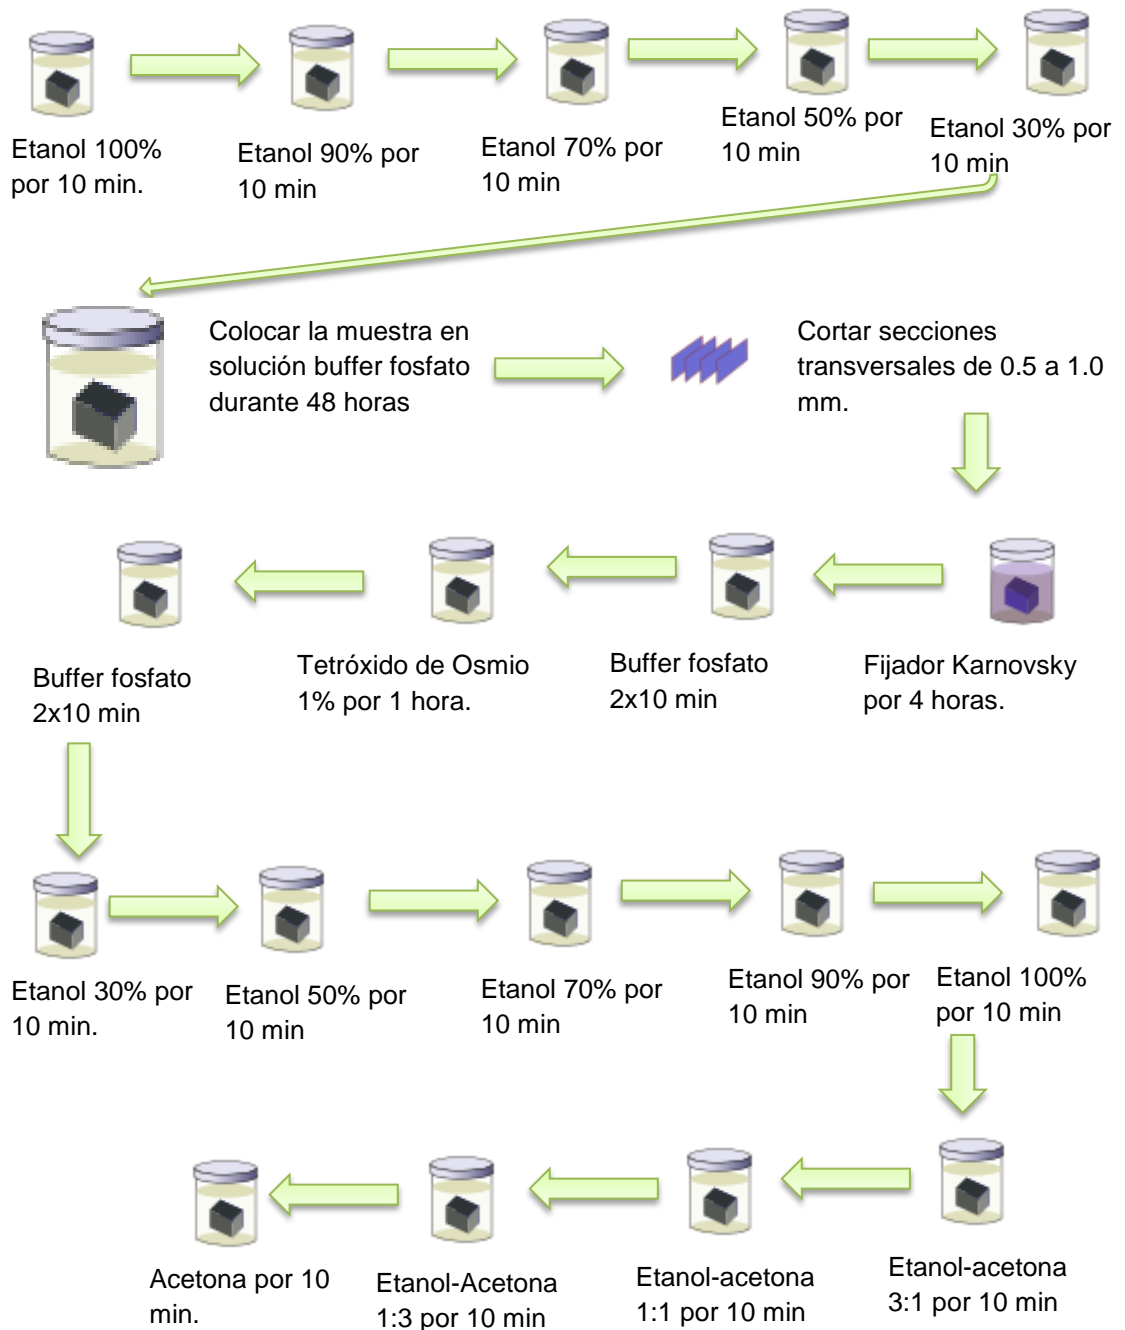 Etanol 100%
por 10 min.
Etanol 90% por
10 min
Etanol 70% por
10 min
Etanol 50% por
10 min
Etanol 30% por
10 min
Colocar la muestra en
solución buffer fosfato
durante 48 horas
Cortar secciones
transversales de 0.5 a 1.0
mm.
Fijador Karnovsky
por 4 horas.
Buffer fosfato
2x10 min
Tetróxido de Osmio
1% por 1 hora.
Buffer fosfato
2x10 min
Etanol 30% por
10 min.
Etanol 50% por
10 min
Etanol 70% por
10 min
Etanol 90% por
10 min
Etanol 100%
por 10 min
Etanol-acetona
3:1 por 10 min
Etanol-acetona
1:1 por 10 min
Etanol-Acetona
1:3 por 10 min
Acetona por 10
min.